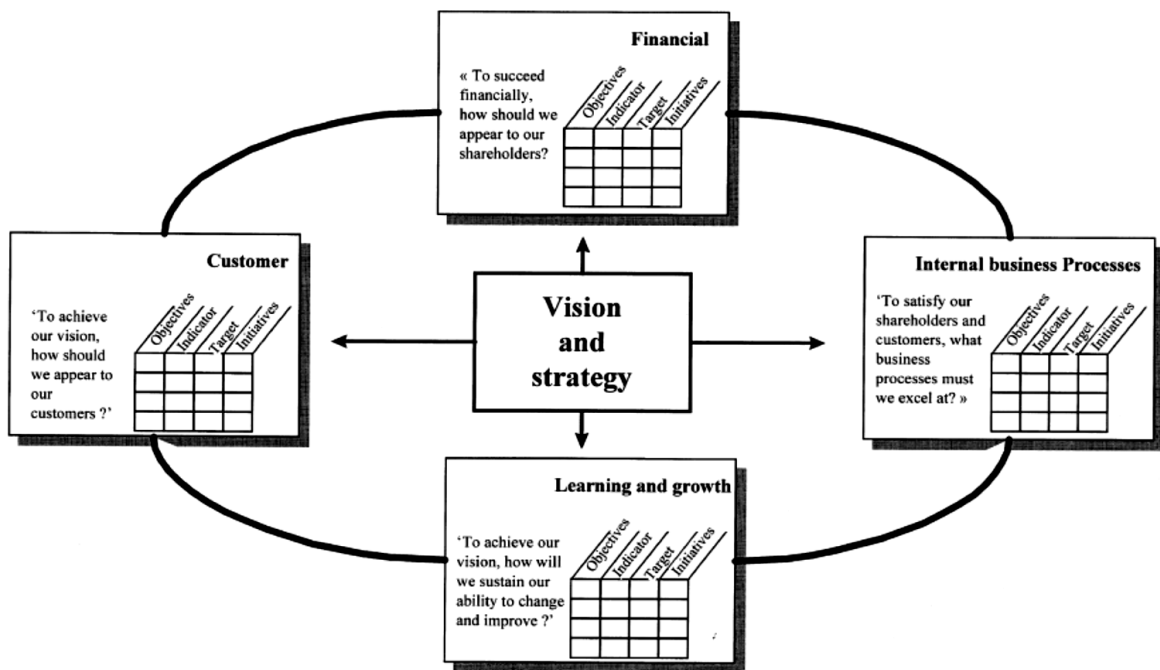 Financial
« To succeed
financially,
how should we
appear to our
shareholders?
Objectives
Indicator
Target
Initiatives
Customer
‘To achieve
our vision,
how should
we appear to
our
customers ?’
Objectives
Indicator
Target
Initiatives
Vision
and
strategy
Internal business Processes
‘To satisfy our
shareholders and
customers, what
business
processes must
we excel at? »
Objectives
Indicator
Target
Initiatives
Learning and growth
‘To achieve our
vision, how will
we sustain our
ability to change
and improve ?’
Objectives
Indicator
Target
Initiatives